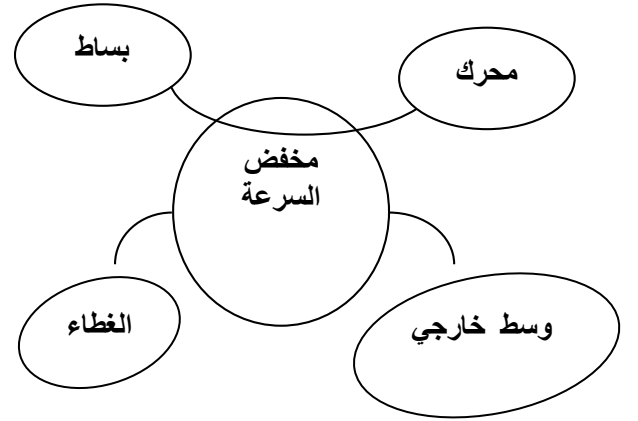 بساط
محرك
مخفض
السرعة
الغطاء
وسط خارجي